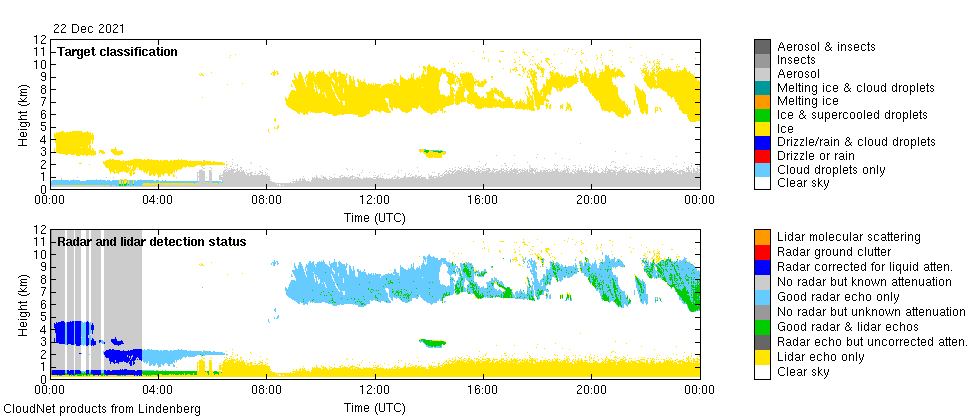 22 Dec 2021
Target classification
Height (km)
12
11
10
9
8
7
6
5
4
3
2
1
0
00:00 04:00 08:00 12:00 16:00 20:00 00:00
Time (UTC)
Aerosol & insects
Insects
Aerosol
Melting ice & cloud droplets
Melting ice
Ice & supercooled droplets
Ice
Drizzle/rain & cloud droplets
Drizzle or rain
Cloud droplets only
Clear sky
Radar and lidar detection status
Height (km)
12
11
10
9
8
7
6
5
4
3
2
1
0
00:00 04:00 08:00 12:00 16:00 20:00 00:00
Time (UTC)
Lidar molecular scattering
Radar ground clutter
Radar corrected for liquid atten.
No radar but known attenuation
Good radar echo only
No radar but unknown attenuation
Good radar & lidar echos
Radar echo but uncorrected atten.
Lidar echo only
Clear sky
CloudNet products from Lindenberg